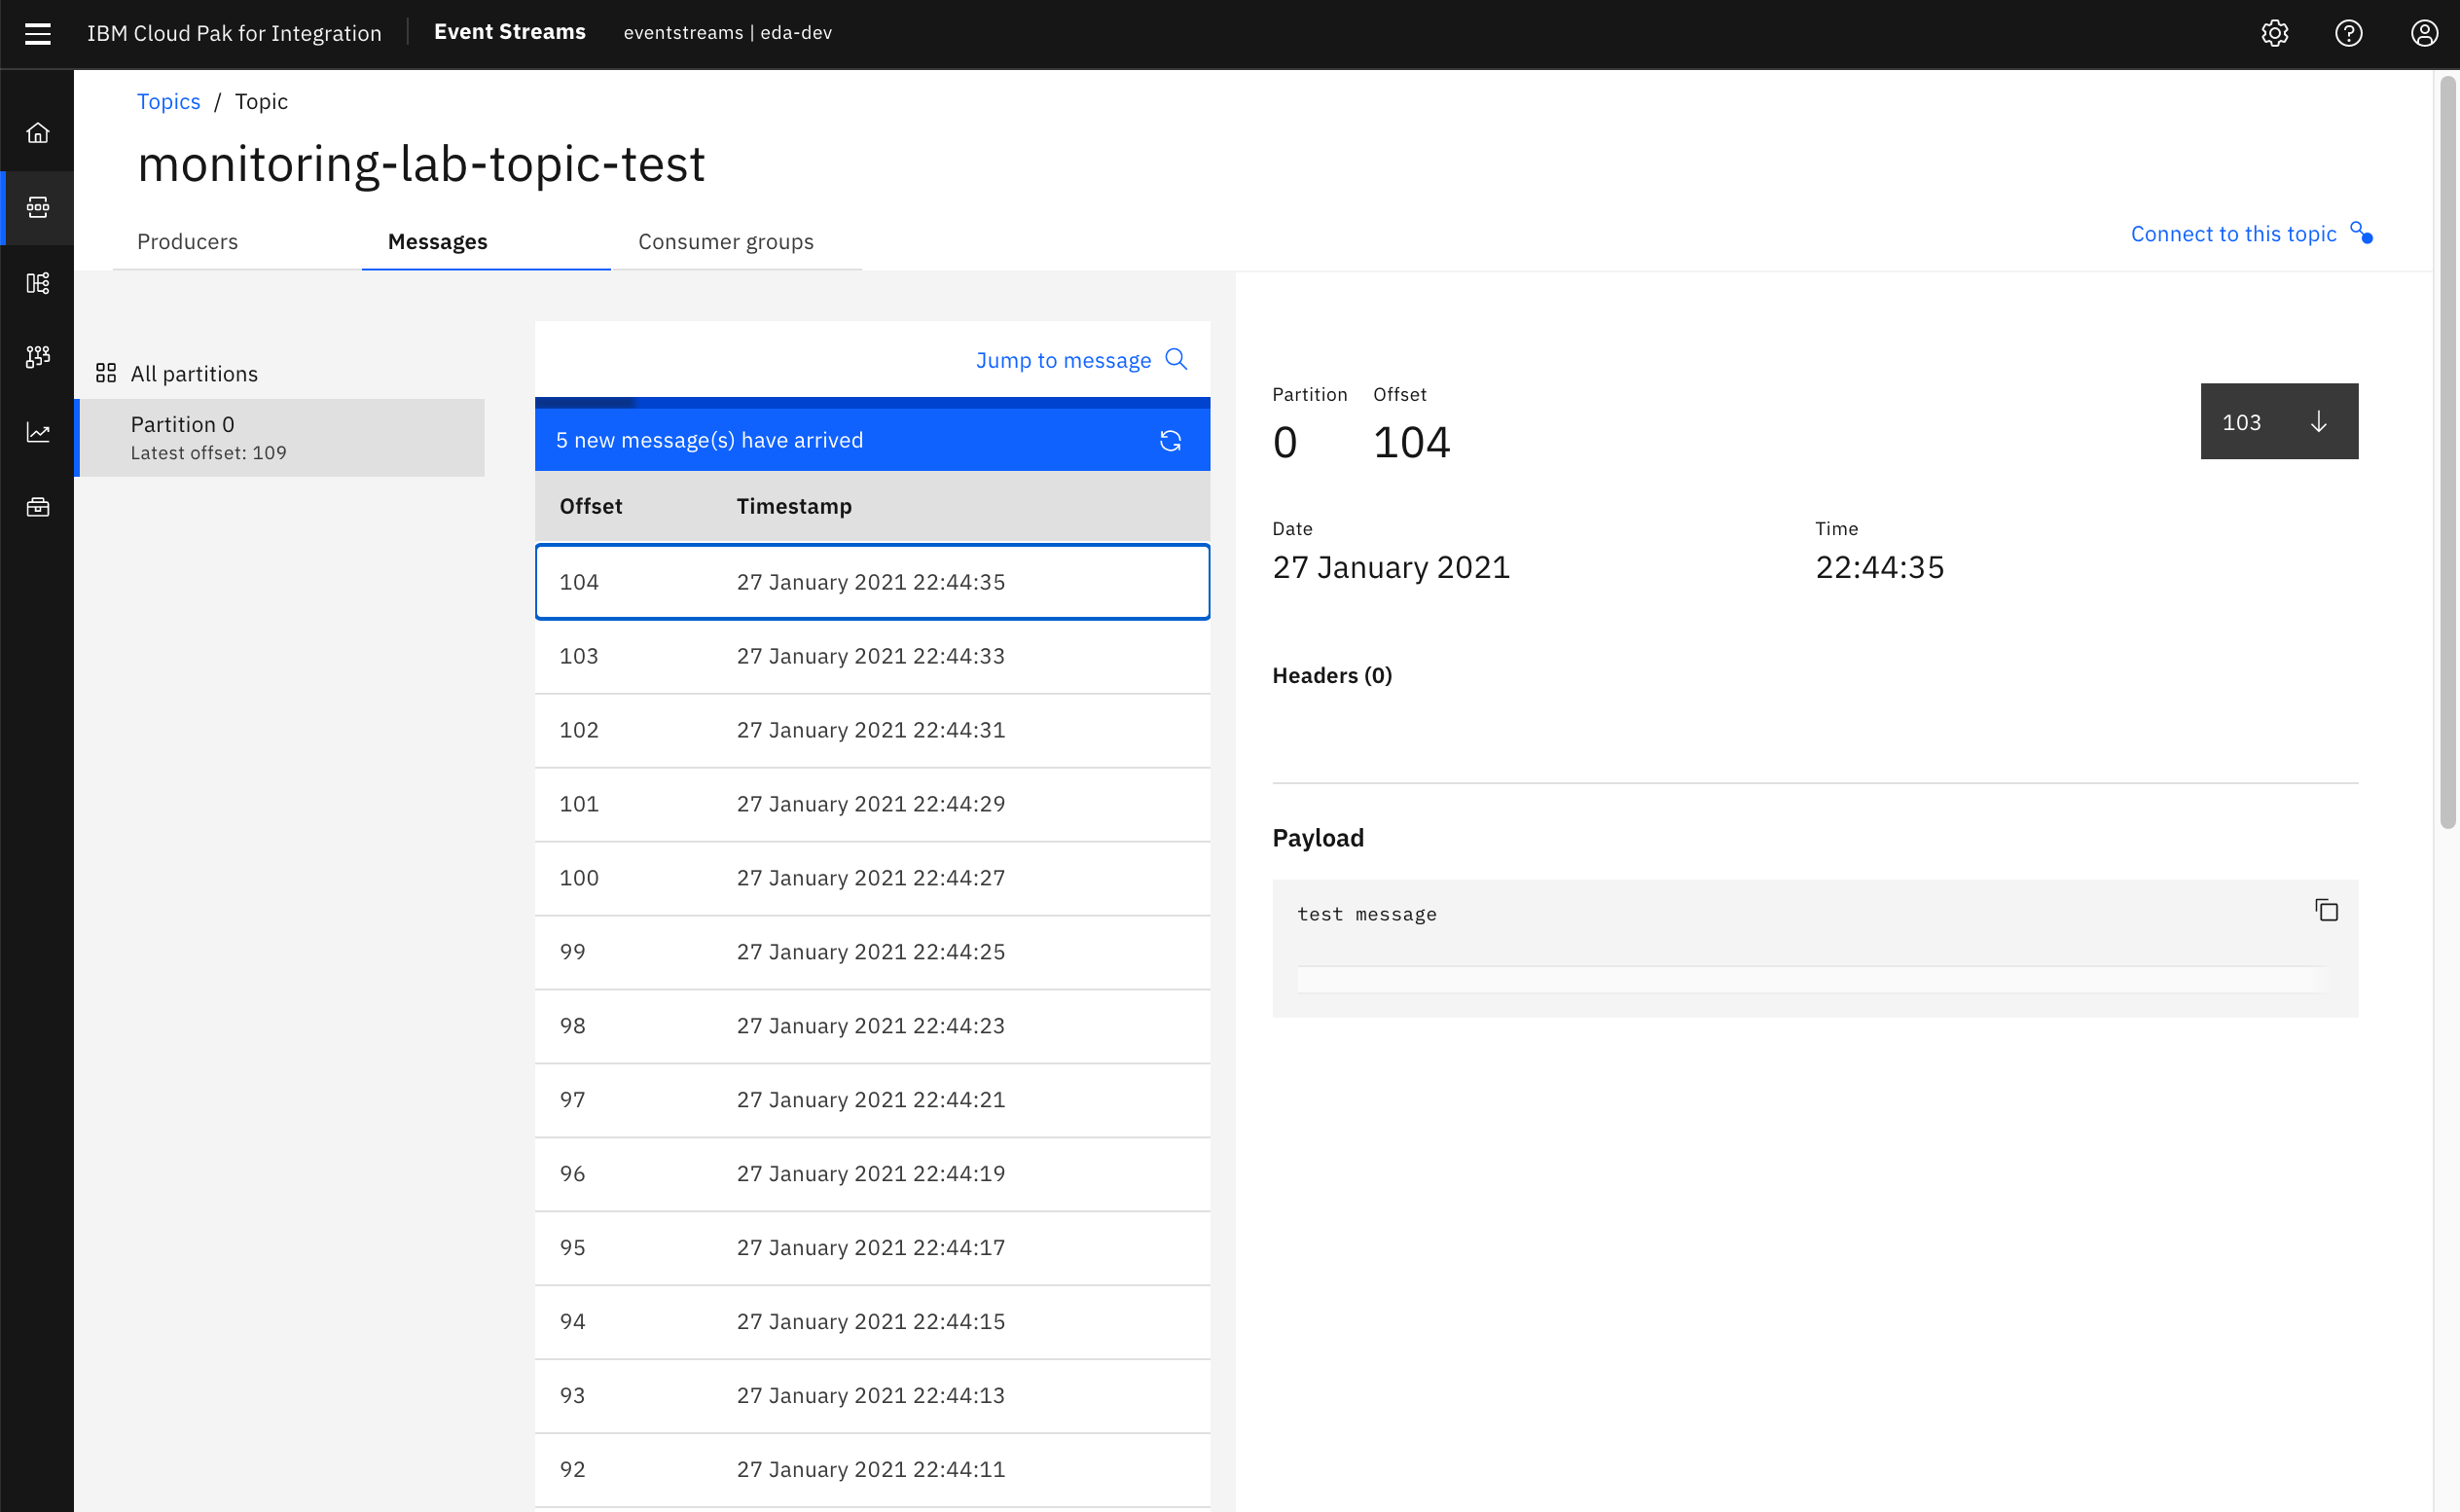 IBM Cloud Pak for Integration
Event Streams
eventstreams | eda-dev
Topics / Topic
monitoring-lab-topic-test
Producers
Messages
Consumer groups
Connect to this topic
All partitions
Partition 0
Latest offset: 109
Jump to message
5 new message(s) have arrived
Offset Timestamp
104 27 January 2021 22:44:35
103 27 January 2021 22:44:33
102 27 January 2021 22:44:31
101 27 January 2021 22:44:29
100 27 January 2021 22:44:27
99 27 January 2021 22:44:25
98 27 January 2021 22:44:23
97 27 January 2021 22:44:21
96 27 January 2021 22:44:19
95 27 January 2021 22:44:17
94 27 January 2021 22:44:15
93 27 January 2021 22:44:13
92 27 January 2021 22:44:11
Partition Offset
0 104
103
Date
27 January 2021
Time
22:44:35
Headers (0)
Payload
test message